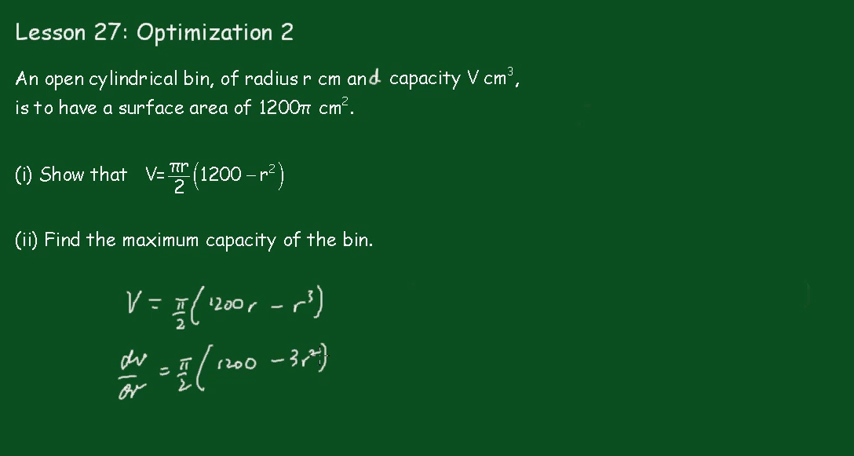 Lesson 27: Optimization 2
An open cylindrical bin, of radius r cm and capacity V cm³,
is to have a surface area of 1200π cm².
(i) Show that V=πr/2(1200 – r²)
(ii) Find the maximum capacity of the bin.
V = π/2(1200r - r³)
dv/dr = π/2(1200 - 3r²)